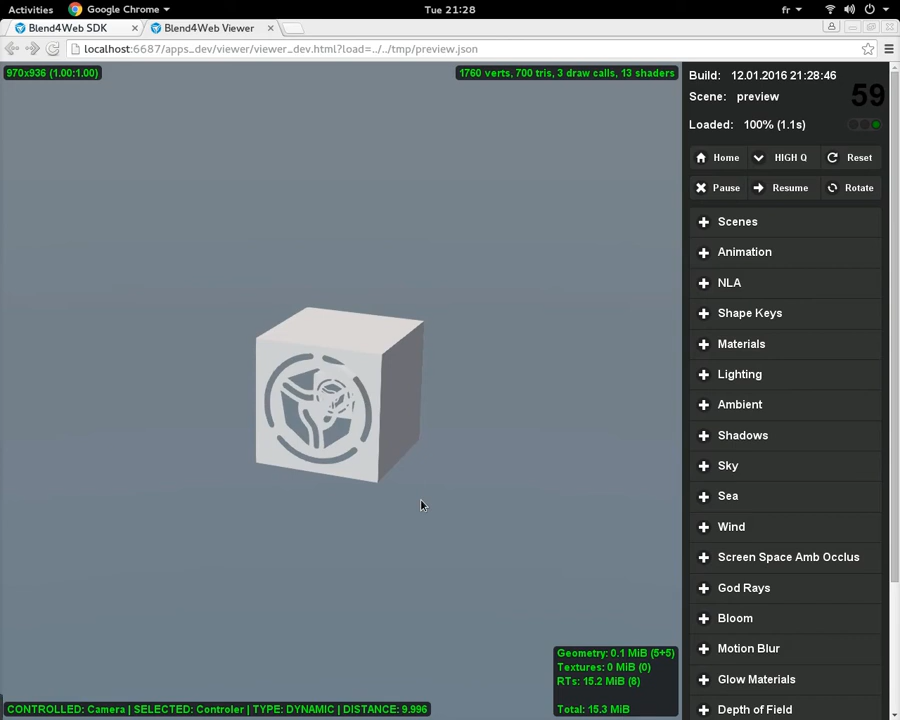 Activities Google Chrome Tue 21:28 fr
Blend4Web SDK Blend4Web Viewer
localhost:6687/apps_dev/viewer/viewer_dev.html?load=../../tmp/preview.json
970x936 (1.00:1.00) 1760 verts, 700 tris, 3 draw calls, 13 shaders
Build: 12.01.2016 21:28:46
Scene: preview
59
Loaded: 100% (1.1s)
Home HIGH Q Reset
Pause Resume Rotate
Scenes
Animation
NLA
Shape Keys
Materials
Lighting
Ambient
Shadows
Sky
Sea
Wind
Screen Space Amb Occlus
God Rays
Bloom
Motion Blur
Glow Materials
Depth of Field
Geometry: 0.1 MiB (5+5)
Textures: 0 MiB (0)
RTs: 15.2 MiB (8)
Total: 15.3 MiB
CONTROLED: Camera | SELECTED: Controler | TYPE: DYNAMIC | DISTANCE: 9.996